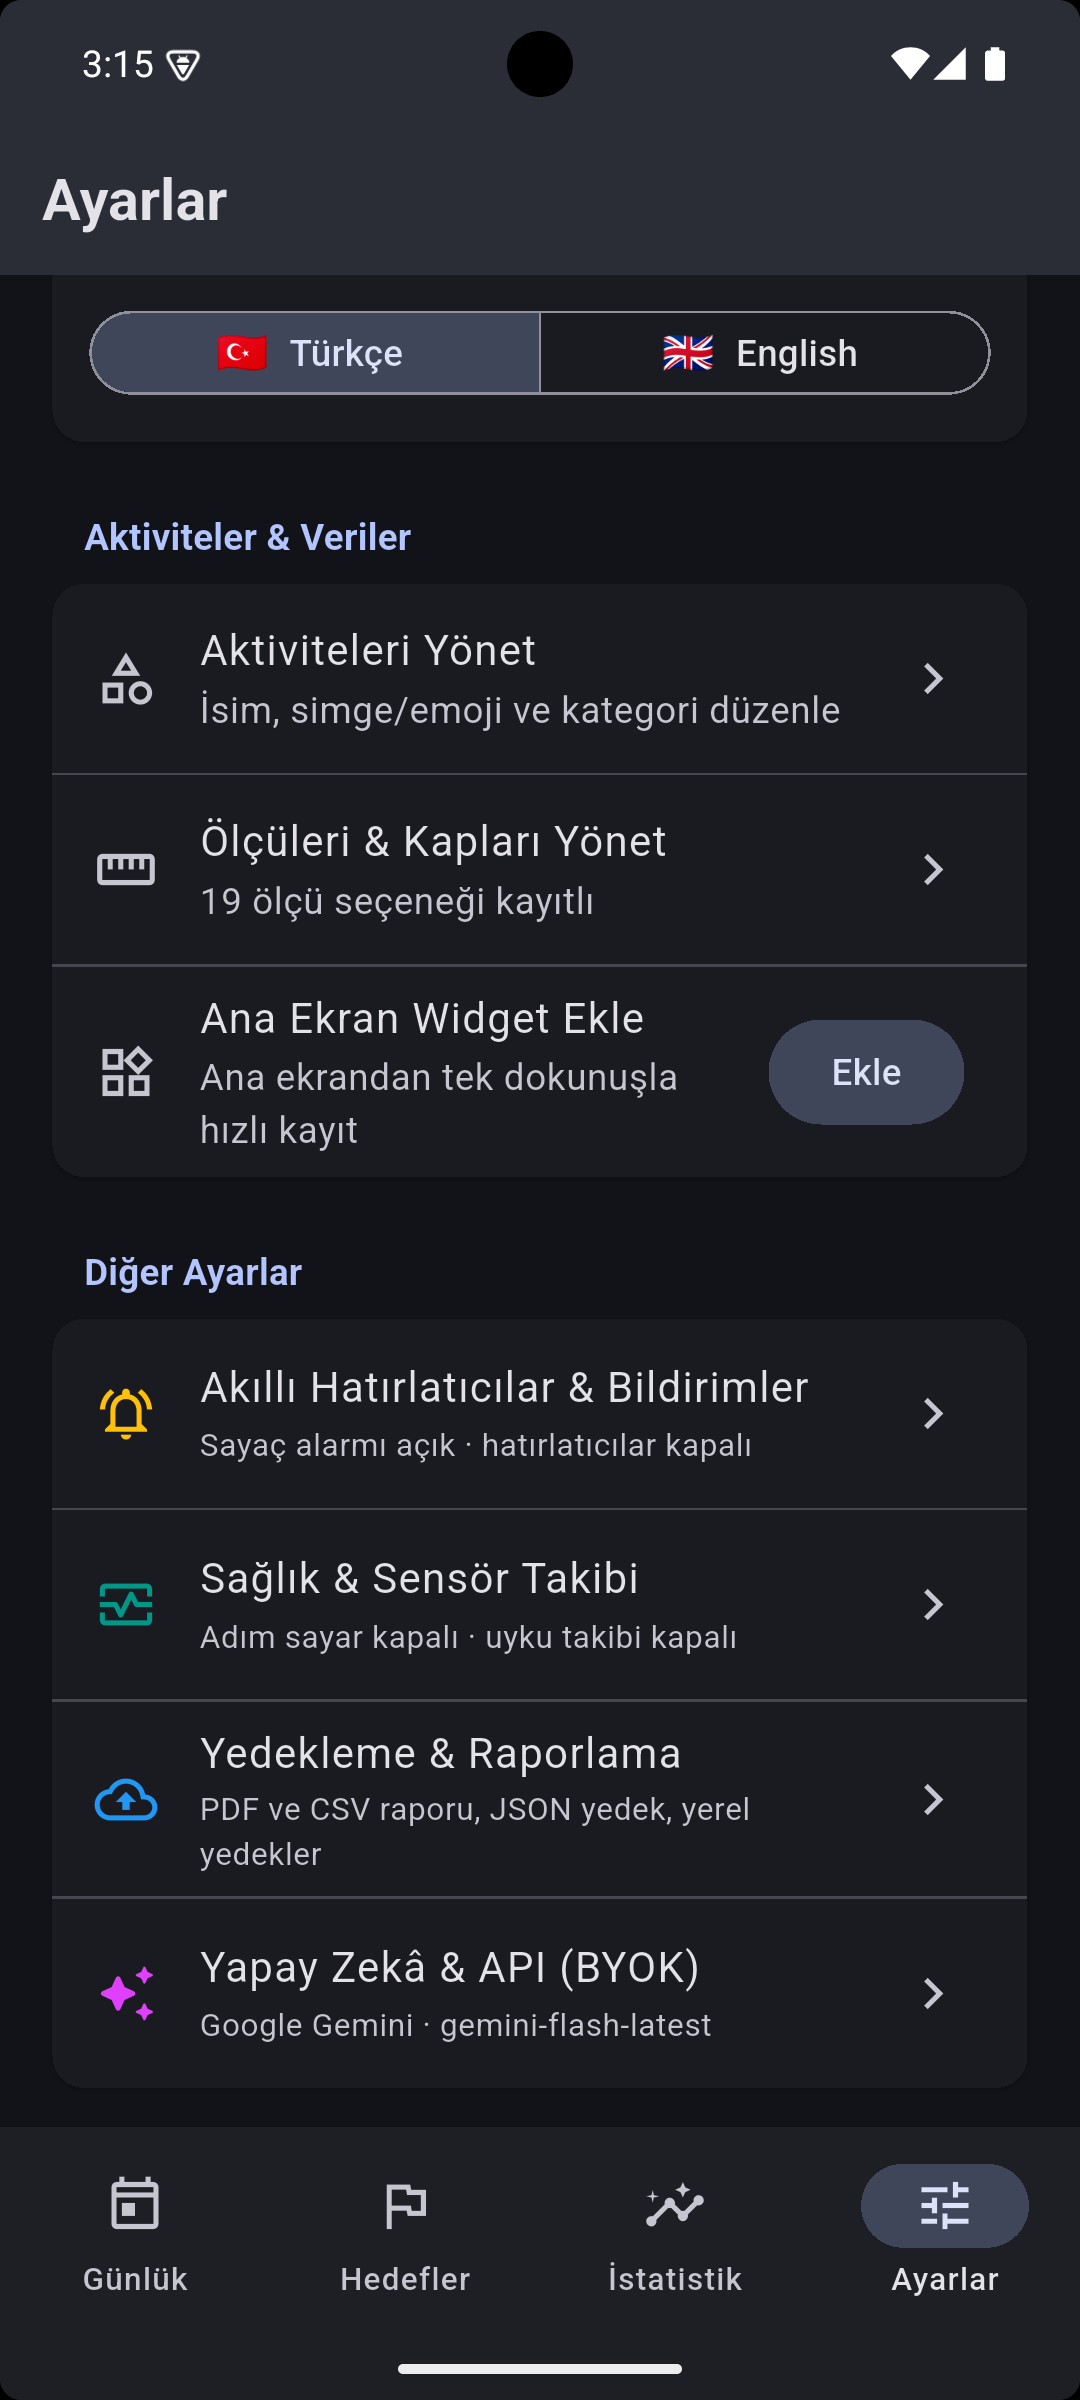 3:15
Ayarlar
Türkçe
English
Aktiviteler & Veriler
Aktiviteleri Yönet
İsim, simge/emoji ve kategori düzenle
Ölçüleri & Kapları Yönet
19 ölçü seçeneği kayıtlı
Ana Ekran Widget Ekle
Ana ekrandan tek dokunuşla
hızlı kayıt
Ekle
Diğer Ayarlar
Akıllı Hatırlatıcılar & Bildirimler
Sayaç alarmı açık · hatırlatıcılar kapalı
Sağlık & Sensör Takibi
Adım sayar kapalı · uyku takibi kapalı
Yedekleme & Raporlama
PDF ve CSV raporu, JSON yedek, yerel
yedekler
Yapay Zekâ & API (BYOK)
Google Gemini · gemini-flash-latest
Günlük
Hedefler
İstatistik
Ayarlar